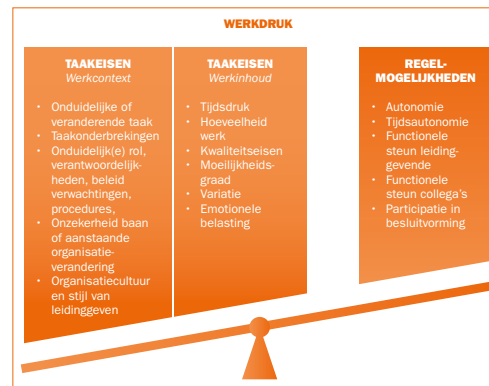 WERKDRUK
TAAKEISEN
Werkcontext
• Onduidelijke of
veranderende taak
• Taakonderbrekingen
• Onduidelijk(e) rol,
verantwoordelijk-
heden, beleid
verwachtingen,
procedures,
• Onzekerheid baan
of aanstaande
organisatie-
verandering
• Organisatiecultuur
en stijl van
leidinggeven
TAAKEISEN
Werkinhoud
• Tijdsdruk
• Hoeveelheid
werk
• Kwaliteitseisen
• Moeilijkheids-
graad
• Variatie
• Emotionele
belasting
REGEL-
MOGELIJKHEDEN
• Autonomie
• Tijdsautonomie
• Functionele
steun leiding-
gevende
• Functionele
steun collega's
• Participatie in
besluitvorming